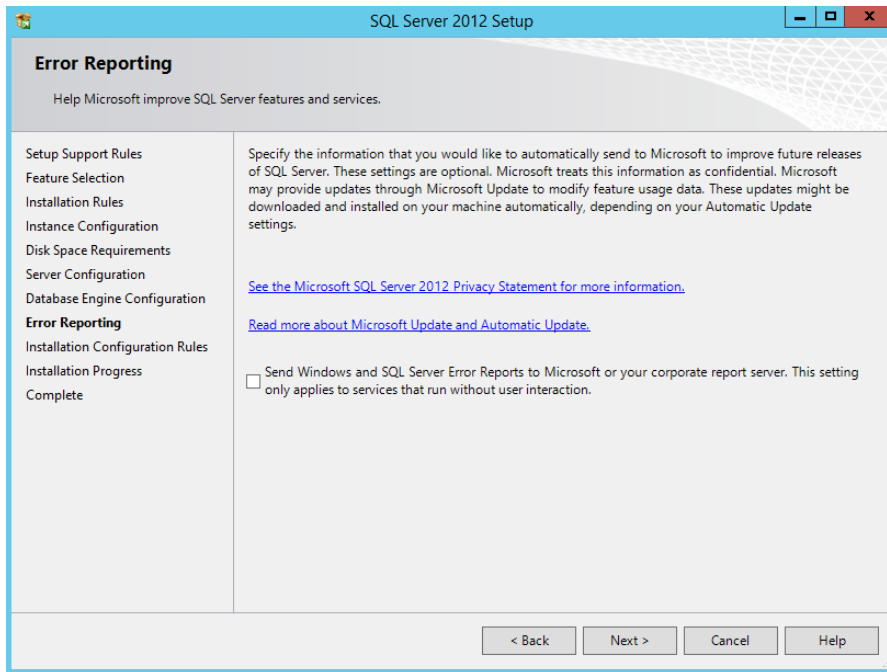 SQL Server 2012 Setup
Error Reporting
Help Microsoft improve SQL Server features and services.
Setup Support Rules
Feature Selection
Installation Rules
Instance Configuration
Disk Space Requirements
Server Configuration
Database Engine Configuration
Error Reporting
Installation Configuration Rules
Installation Progress
Complete
Specify the information that you would like to automatically send to Microsoft to improve future releases
of SQL Server. These settings are optional. Microsoft treats this information as confidential. Microsoft
may provide updates through Microsoft Update to modify feature usage data. These updates might be
downloaded and installed on your machine automatically, depending on your Automatic Update
settings.
See the Microsoft SQL Server 2012 Privacy Statement for more information.
Read more about Microsoft Update and Automatic Update.
Send Windows and SQL Server Error Reports to Microsoft or your corporate report server. This setting
only applies to services that run without user interaction.
< Back
Next >
Cancel
Help